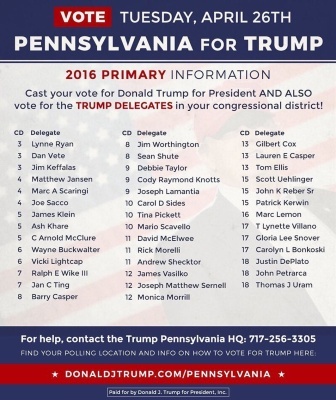 VOTE TUESDAY, APRIL 26TH
PENNSYLVANIA FOR TRUMP
2016 PRIMARY INFORMATION
Cast your vote for Donald Trump for President AND ALSO
vote for the TRUMP DELEGATES in your congressional district!
CD Delegate
3 Lynne Ryan
3 Dan Vete
3 Jim Keffalas
4 Matthew Jansen
4 Marc A Scaringi
4 Joe Sacco
5 James Klein
5 Ash Khare
5 C Arnold McClure
6 Wayne Buckwalter
6 Vicki Lightcap
7 Ralph E Wike III
7 Jan C Ting
8 Barry Casper
CD Delegate
8 Jim Worthington
8 Sean Shute
9 Debbie Taylor
9 Cody Raymond Knotts
9 Joseph Lamantia
10 Carol D Sides
10 Tina Pickett
10 Mario Scavello
11 David McElwee
11 Rick Morelli
11 Andrew Shecktor
12 James Vasilko
12 Joseph Matthew Sernell
12 Monica Morrill
CD Delegate
13 Gilbert Cox
13 Lauren E Casper
13 Tom Ellis
15 Scott Uehlinger
15 John K Reber Sr
15 Patrick Kerwin
16 Marc Lemon
17 T Lynette Villano
17 Gloria Lee Snover
17 Carolyn L Bonkoski
18 Justin DePlato
18 John Petrarca
18 Thomas J Uram
For help, contact the Trump Pennsylvania HQ: 717-256-3305
FIND YOUR POLLING LOCATION AND INFO ON HOW TO VOTE FOR TRUMP HERE:
★ DONALDJTRUMP.COM/PENNSYLVANIA ★
Paid for by Donald J. Trump for President, Inc.